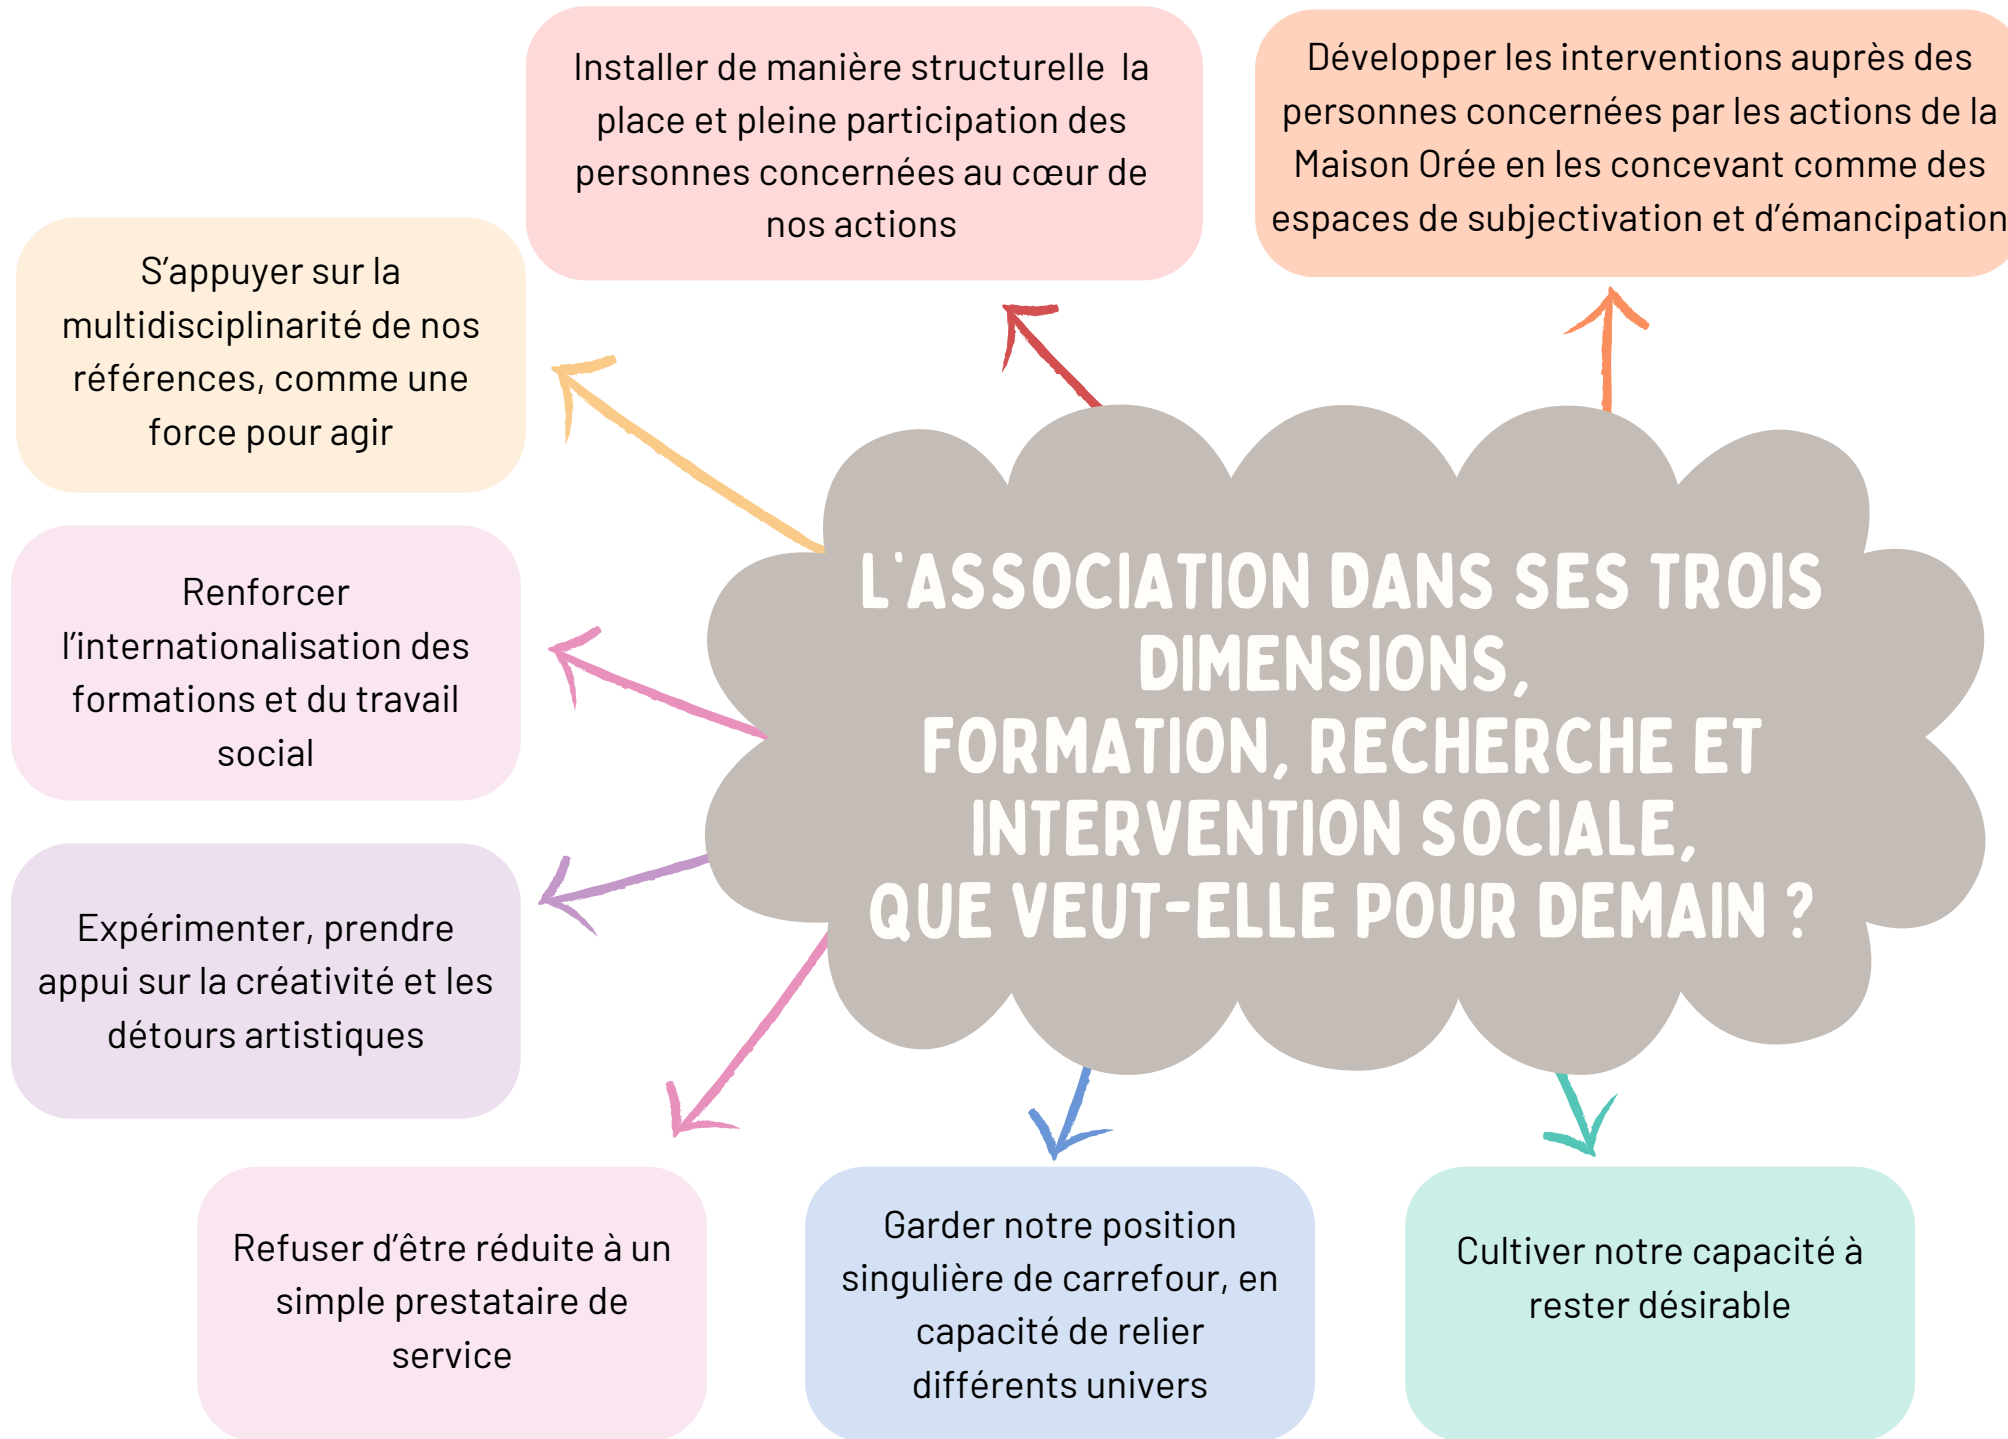 Installer de manière structurelle  la
place et pleine participation des
personnes concernées au cœur de
nos actions
Développer les interventions auprès des
personnes concernées par les actions de la
Maison Orée en les concevant comme des
espaces de subjectivation et d’émancipation
S’appuyer sur la
multidisciplinarité de nos
références, comme une
force pour agir
Renforcer
l’internationalisation des
formations et du travail
social
Expérimenter, prendre
appui sur la créativité et les
détours artistiques
L'ASSOCIATION DANS SES TROIS
DIMENSIONS,
FORMATION, RECHERCHE ET
INTERVENTION SOCIALE,
QUE VEUT-ELLE POUR DEMAIN ?
Refuser d’être réduite à un
simple prestataire de
service
Garder notre position
singulière de carrefour, en
capacité de relier
différents univers
Cultiver notre capacité à
rester désirable